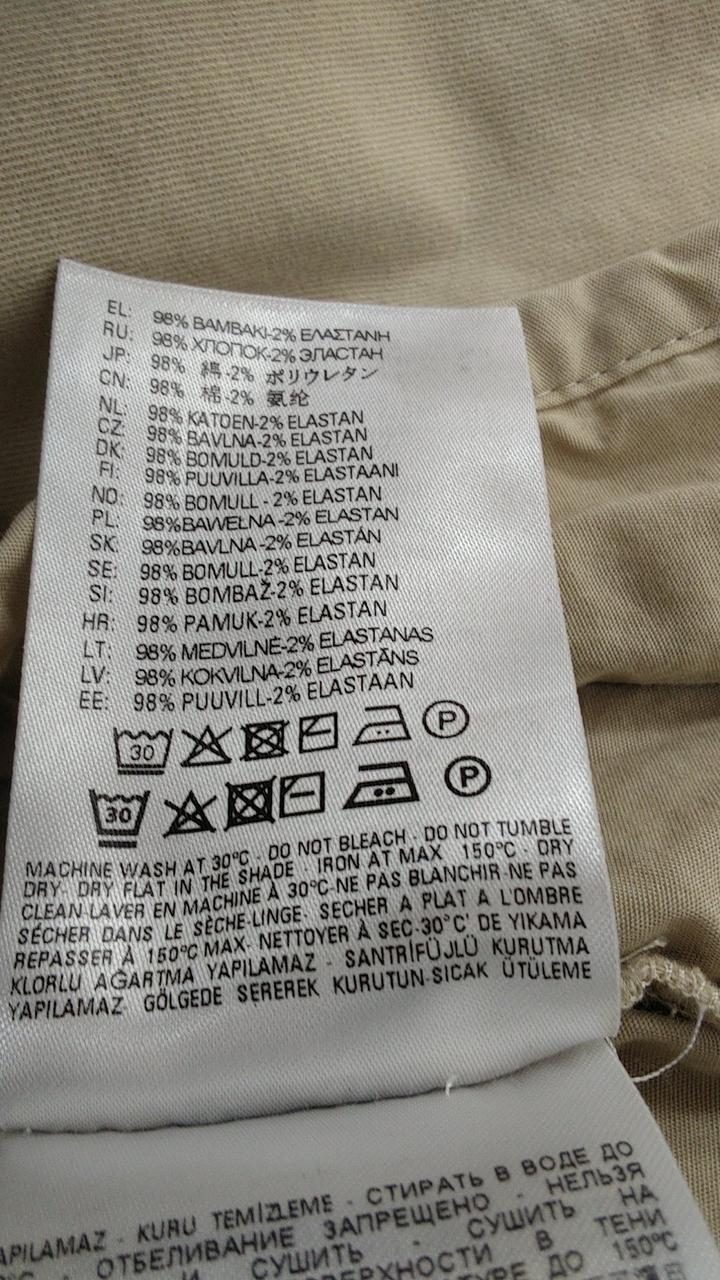 EL: 98% ΒΑΜΒΑΚΙ-2% ΕΛΑΣΤΑΝΗ
RU: 98% ХЛОПОК-2% ЭЛАСТАН
JP: 98% 綿-2% ポリウレタン
CN: 98% 棉-2% 氨纶
NL: 98% KATOEN-2% ELASTAN
CZ: 98% BAVLNA-2% ELASTAN
DK: 98% BOMULD-2% ELASTAN
FI: 98% PUUVILLA-2% ELASTAANI
NO: 98% BOMULL - 2% ELASTAN
PL: 98%BAWEŁNA-2% ELASTAN
SK: 98%BAVLNA-2% ELASTÁN
SE: 98% BOMULL-2% ELASTAN
SI: 98% BOMBAŽ-2% ELASTAN
HR: 98% PAMUK-2% ELASTAN
LT: 98% MEDVILNĖ-2% ELASTANAS
LV: 98% KOKVILNA-2% ELASTĀNS
EE: 98% PUUVILL-2% ELASTAAN
30 P
30 P
MACHINE WASH AT 30°C · DO NOT BLEACH · DO NOT TUMBLE
DRY· DRY FLAT IN THE SHADE · IRON AT MAX 150°C · DRY
CLEAN·LAVER EN MACHINE À 30°C·NE PAS BLANCHIR·NE PAS
SÉCHER DANS LE SÈCHE-LINGE· SECHER A PLAT A L'OMBRE
REPASSER À 150°C MAX· NETTOYER À SEC·30°C' DE YIKAMA
KLORLU AĞARTMA YAPILAMAZ · SANTRİFÜJLÜ KURUTMA
YAPILAMAZ· GÖLGEDE SEREREK KURUTUN·SICAK ÜTÜLEME
APILAMAZ · KURU TEMİZLEME · СТИРАТЬ В ВОДЕ ДО
°C · ОТБЕЛИВАНИЕ ЗАПРЕЩЕНО · НЕЛЬЗЯ
И СУШИТЬ · СУШИТЬ НА
ПОВЕРХНОСТИ В ТЕНИ
ДО 150°C